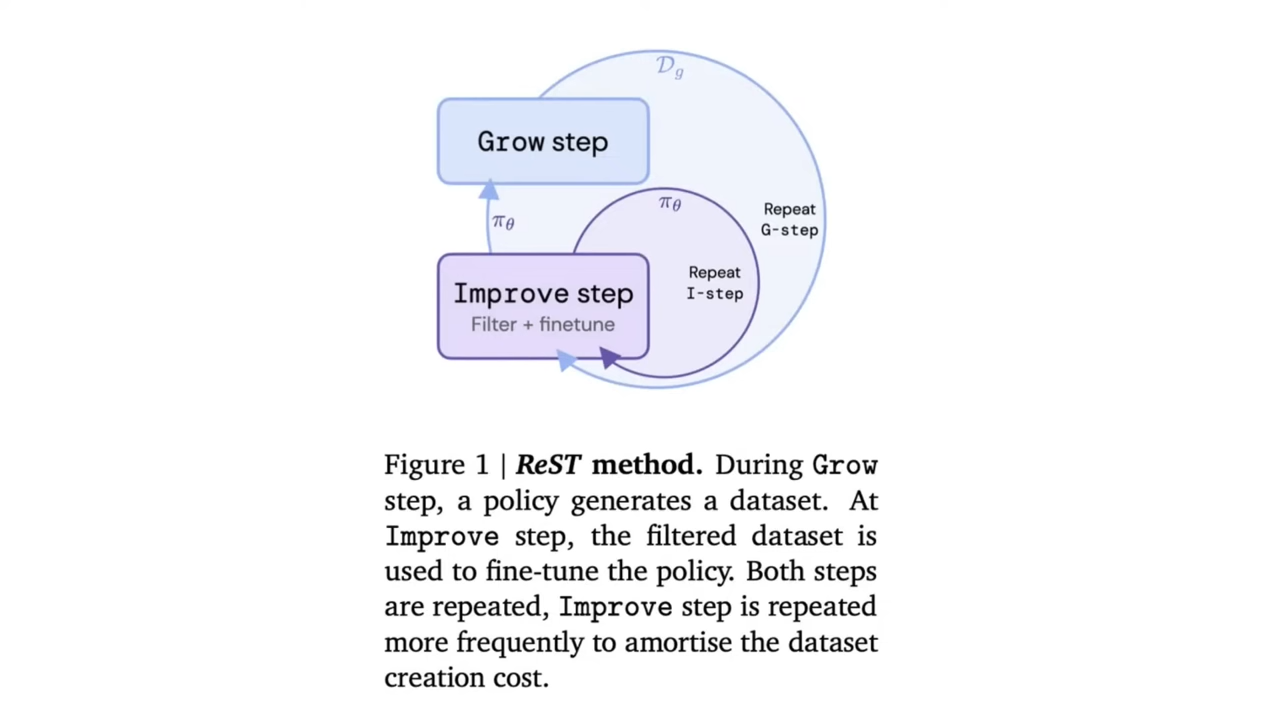 𝒟g
Grow step
πθ
Repeat
G-step
πθ
Improve step
Filter + finetune
Repeat
I-step
Figure 1 | ReST method. During Grow
step, a policy generates a dataset. At
Improve step, the filtered dataset is
used to fine-tune the policy. Both steps
are repeated, Improve step is repeated
more frequently to amortise the dataset
creation cost.